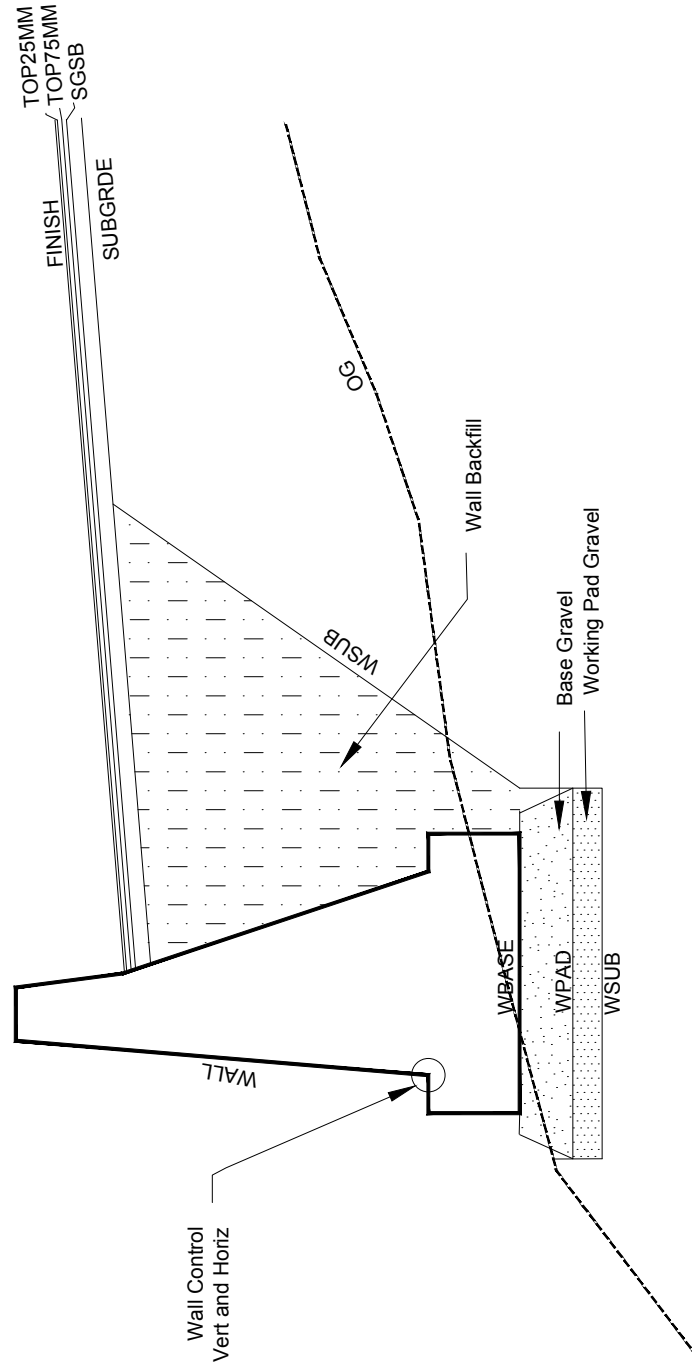 TOP25MM
TOP75MM
SGSB
FINISH
SUBGRDE
OG
Wall Backfill
WSUB
Base Gravel
Working Pad Gravel
WBASE
WPAD
WSUB
WALL
Wall Control
Vert and Horiz